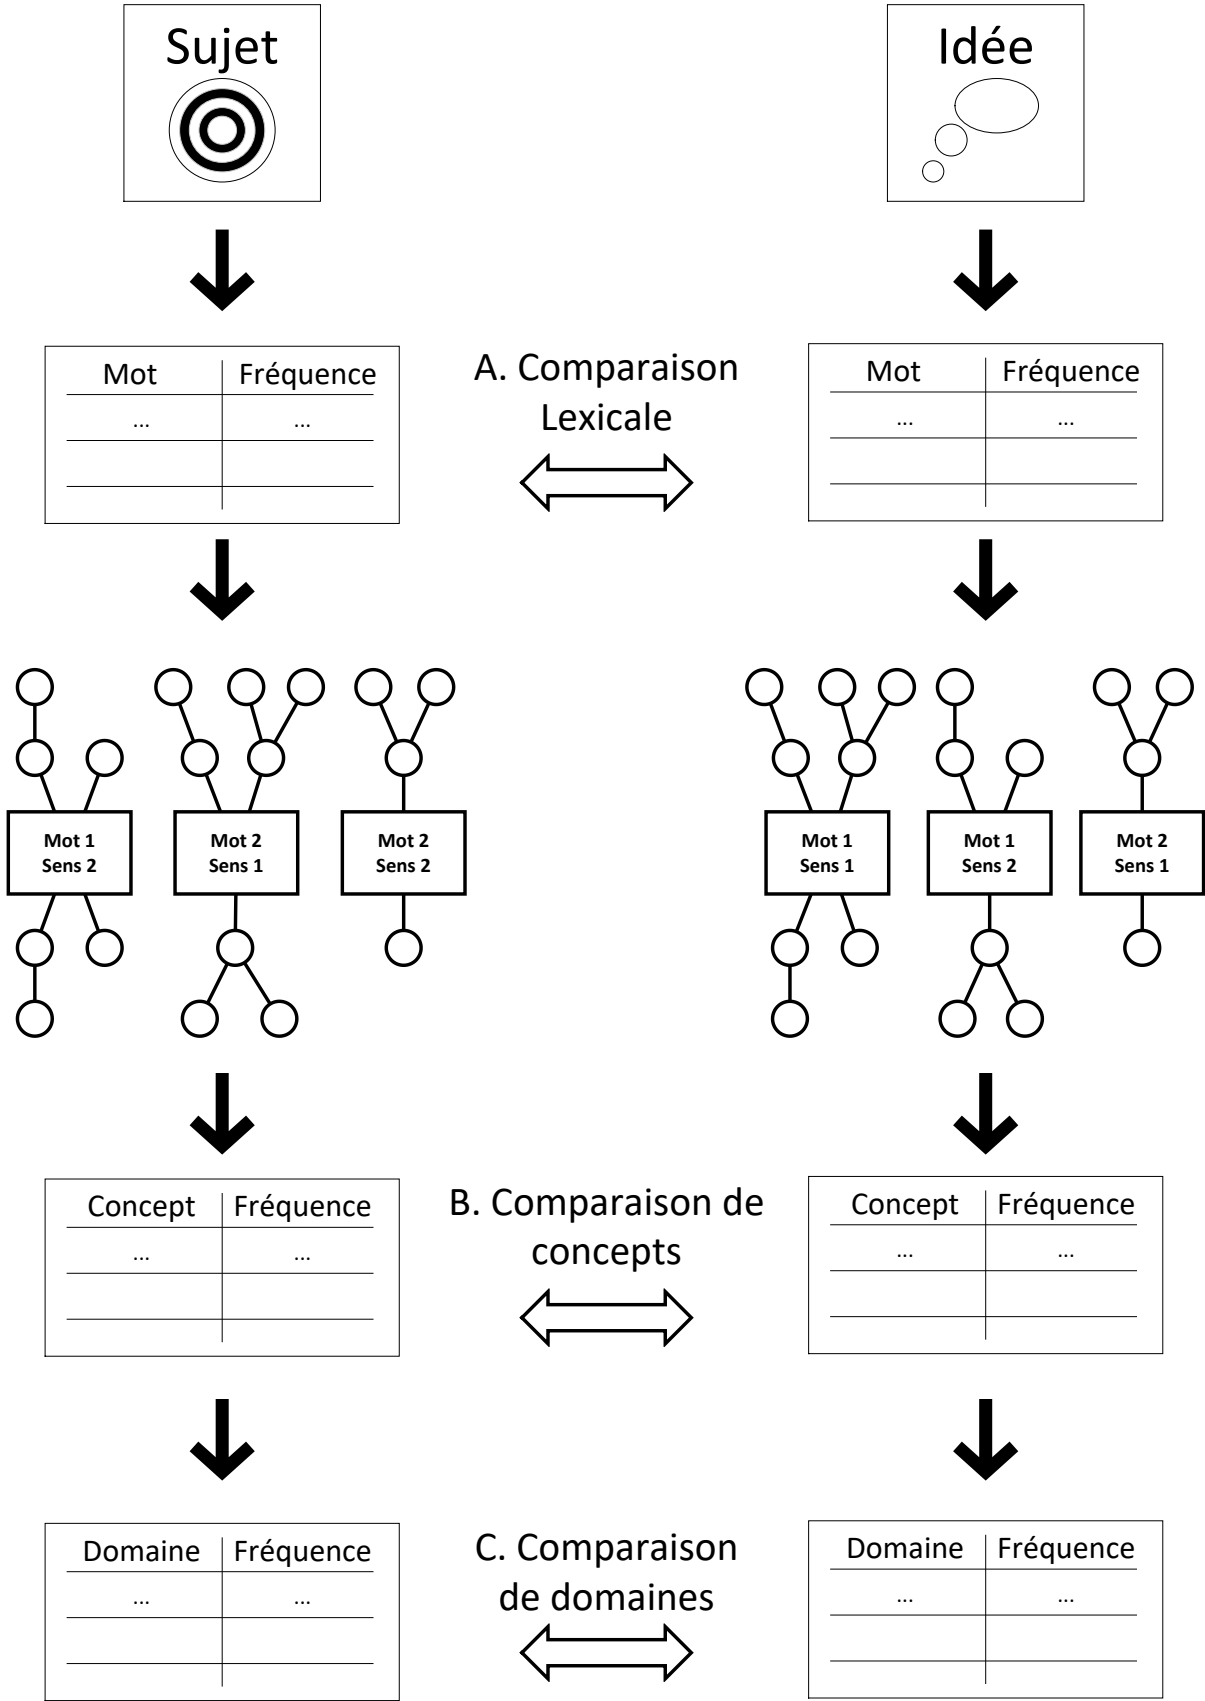 Sujet
Idée
Mot Fréquence
... ...
A. Comparaison
Lexicale
Mot Fréquence
... ...
Mot 1
Sens 2
Mot 2
Sens 1
Mot 2
Sens 2
Mot 1
Sens 1
Mot 1
Sens 2
Mot 2
Sens 1
Concept Fréquence
... ...
B. Comparaison de
concepts
Concept Fréquence
... ...
Domaine Fréquence
... ...
C. Comparaison
de domaines
Domaine Fréquence
... ...